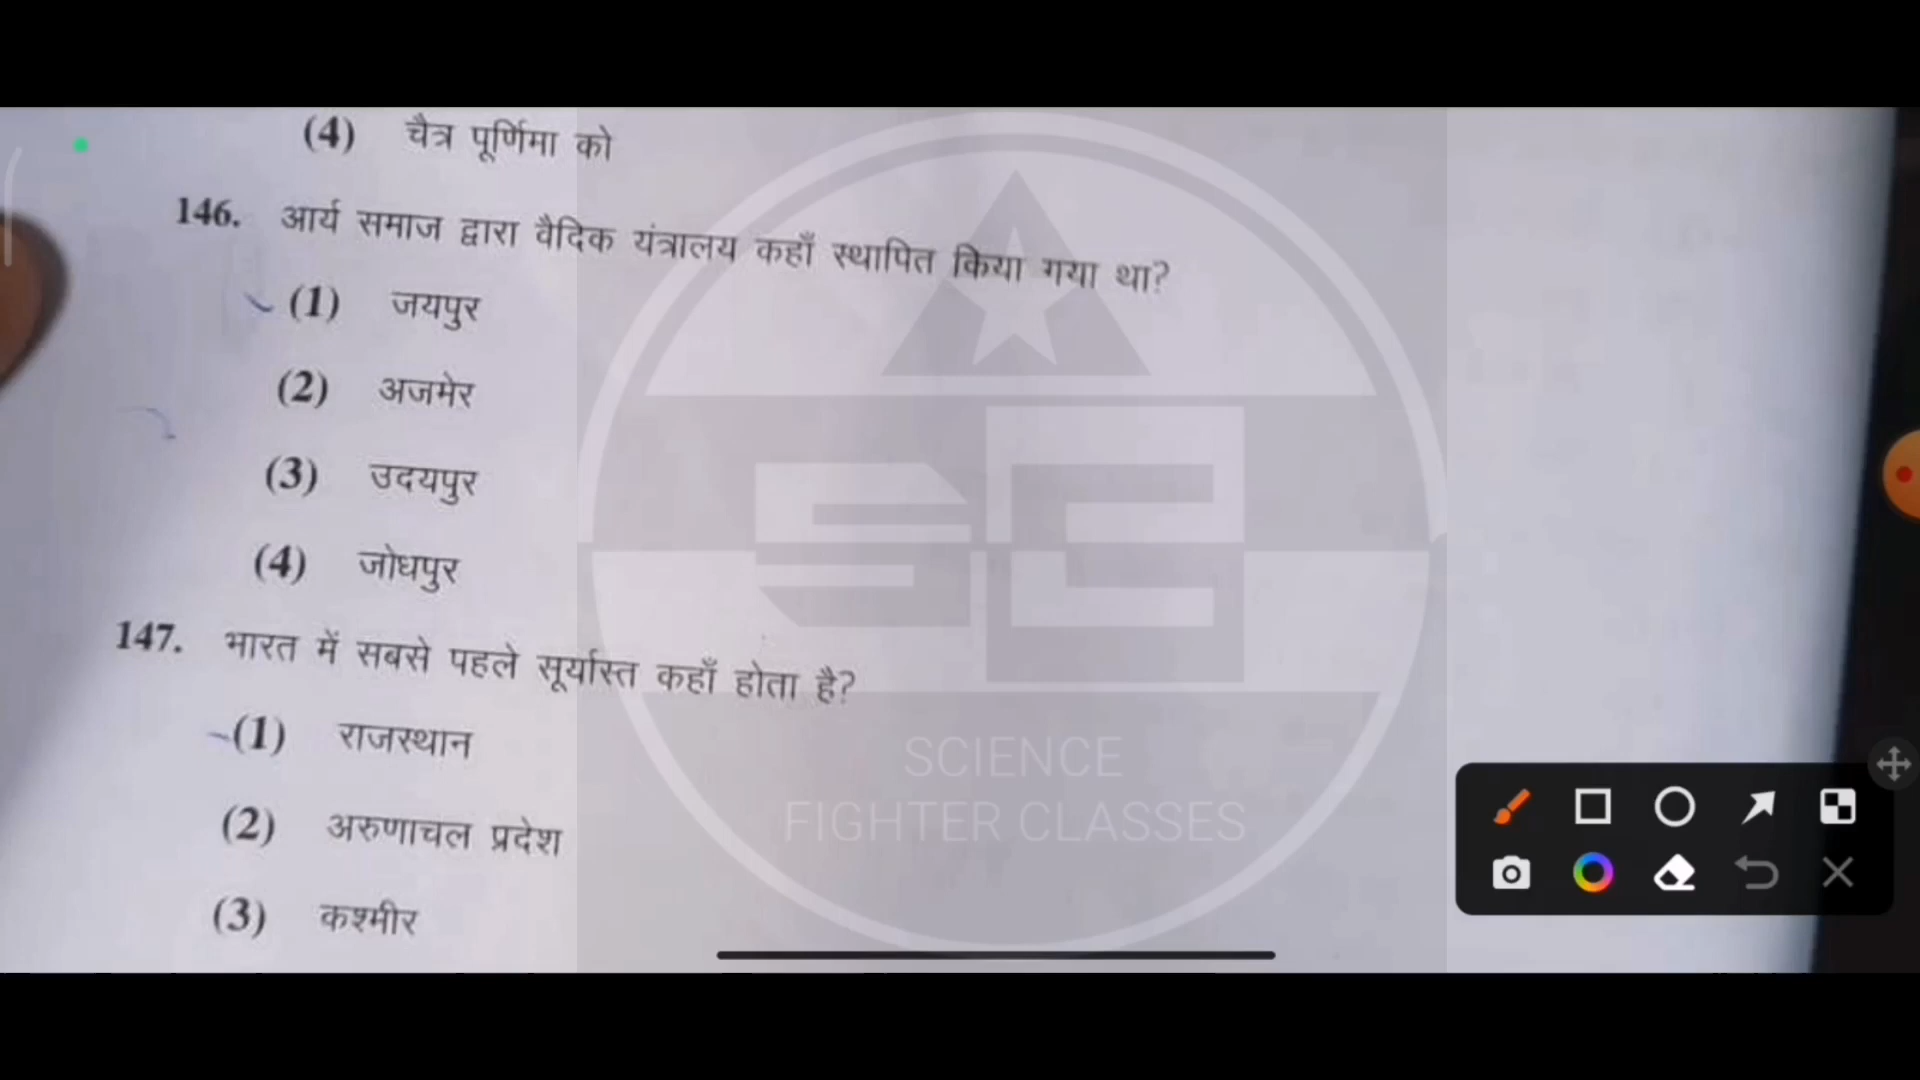 (4) चैत्र पूर्णिमा को
146. आर्य समाज द्वारा वैदिक यंत्रालय कहाँ स्थापित किया गया था?
(1) जयपुर
(2) अजमेर
(3) उदयपुर
(4) जोधपुर
147. भारत में सबसे पहले सूर्यास्त कहाँ होता है?
(1) राजस्थान
(2) अरुणाचल प्रदेश
(3) कश्मीर
SC
SCIENCE
FIGHTER CLASSES